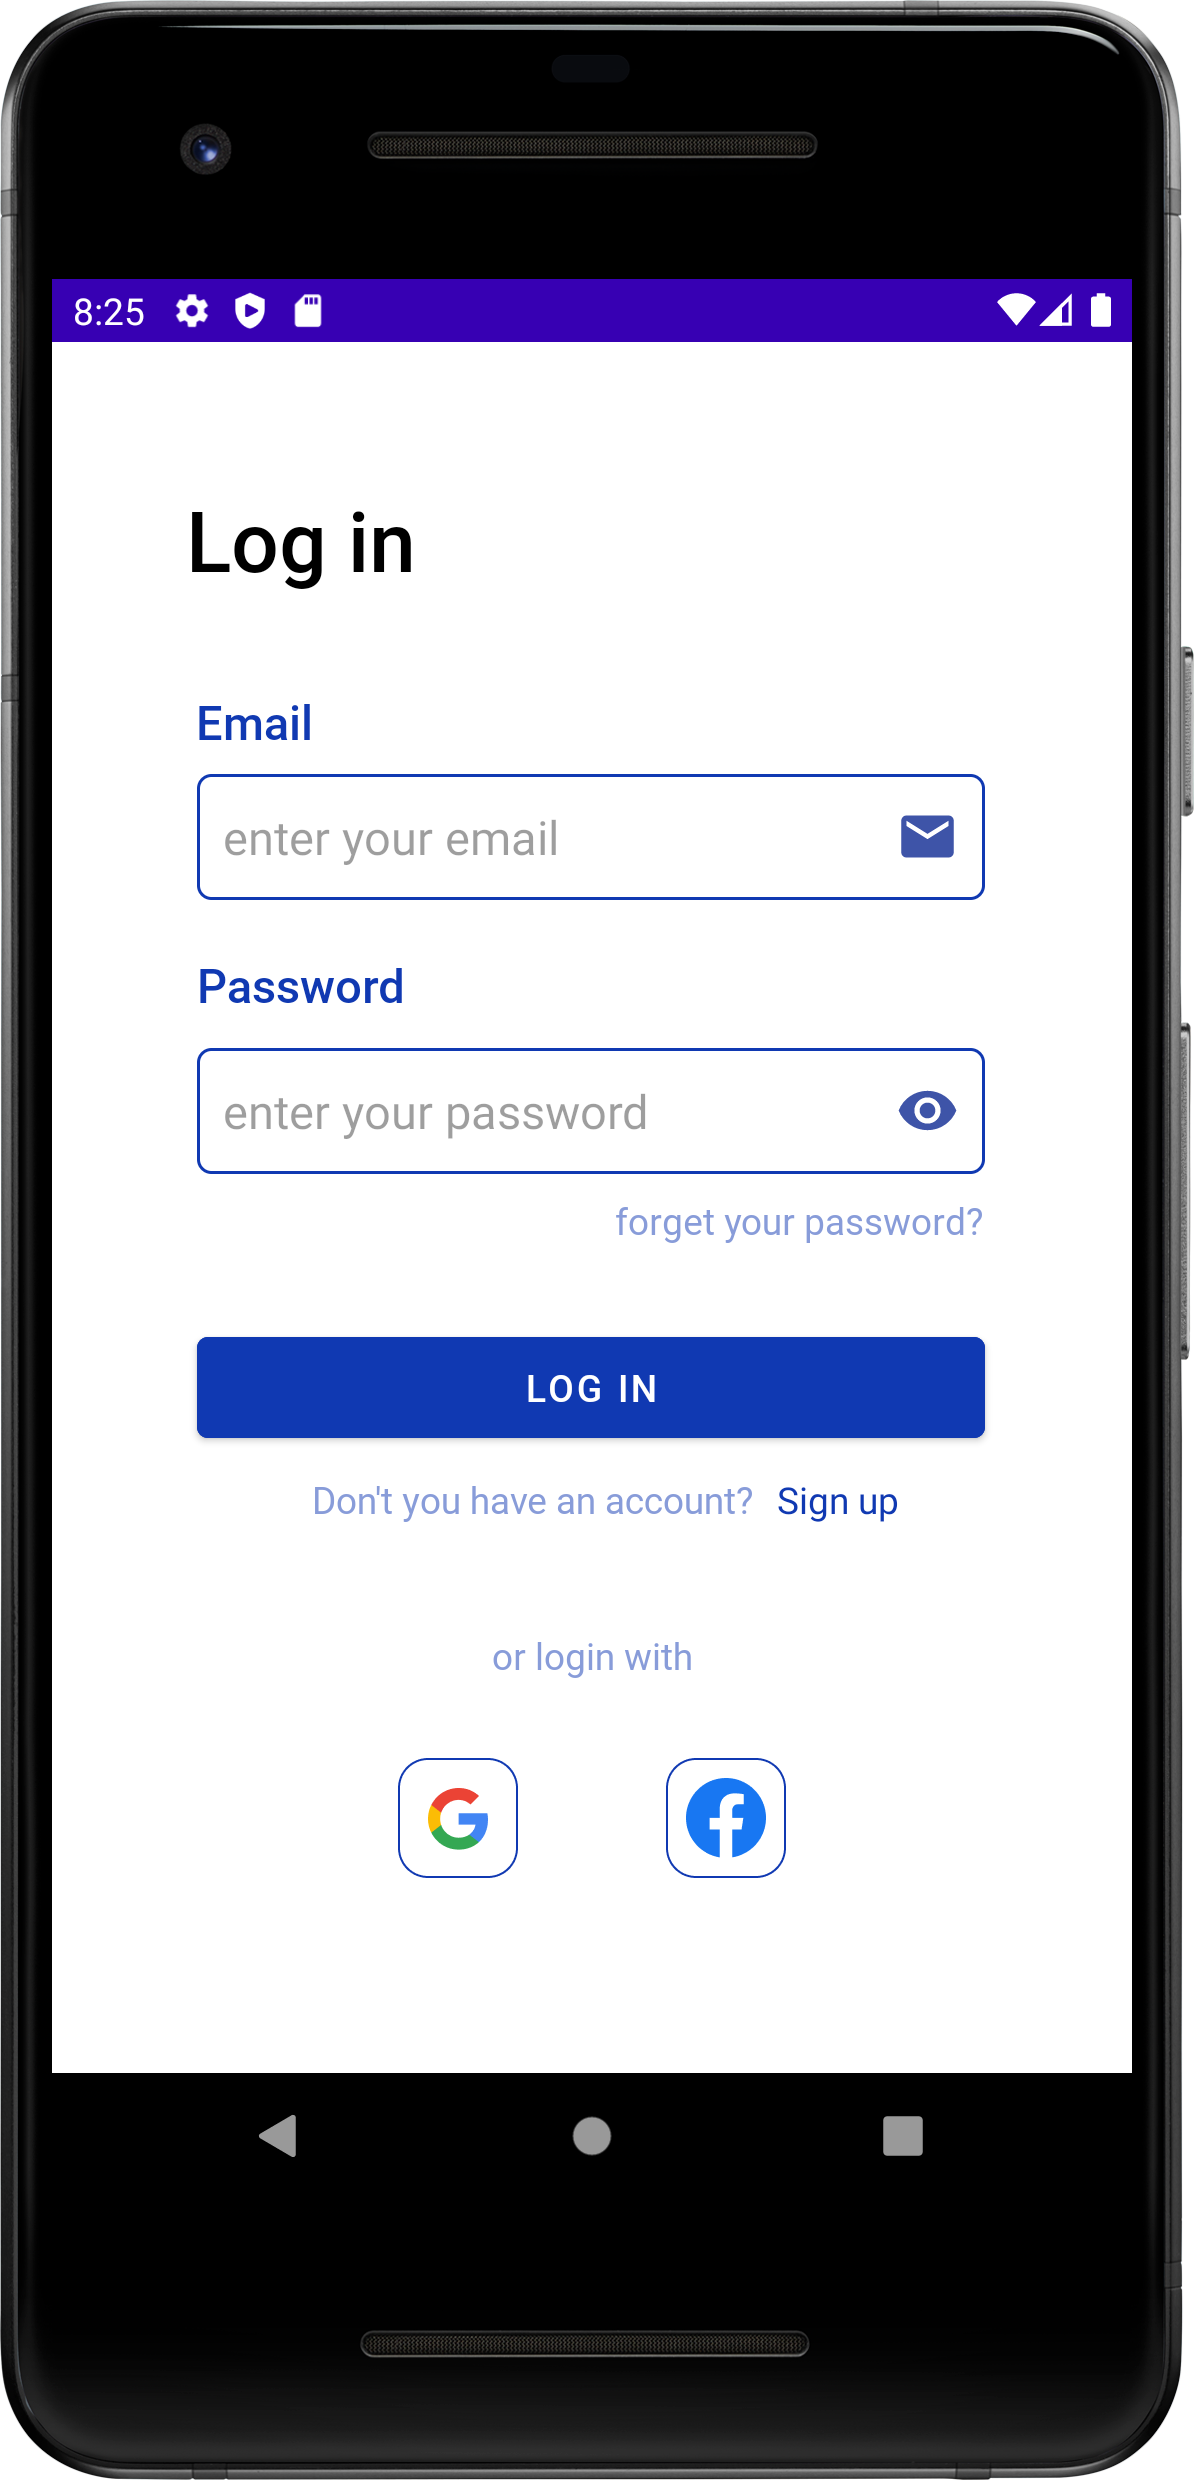 8:25
Log in
Email
enter your email
Password
enter your password
forget your password?
LOG IN
Don't you have an account? Sign up
or login with